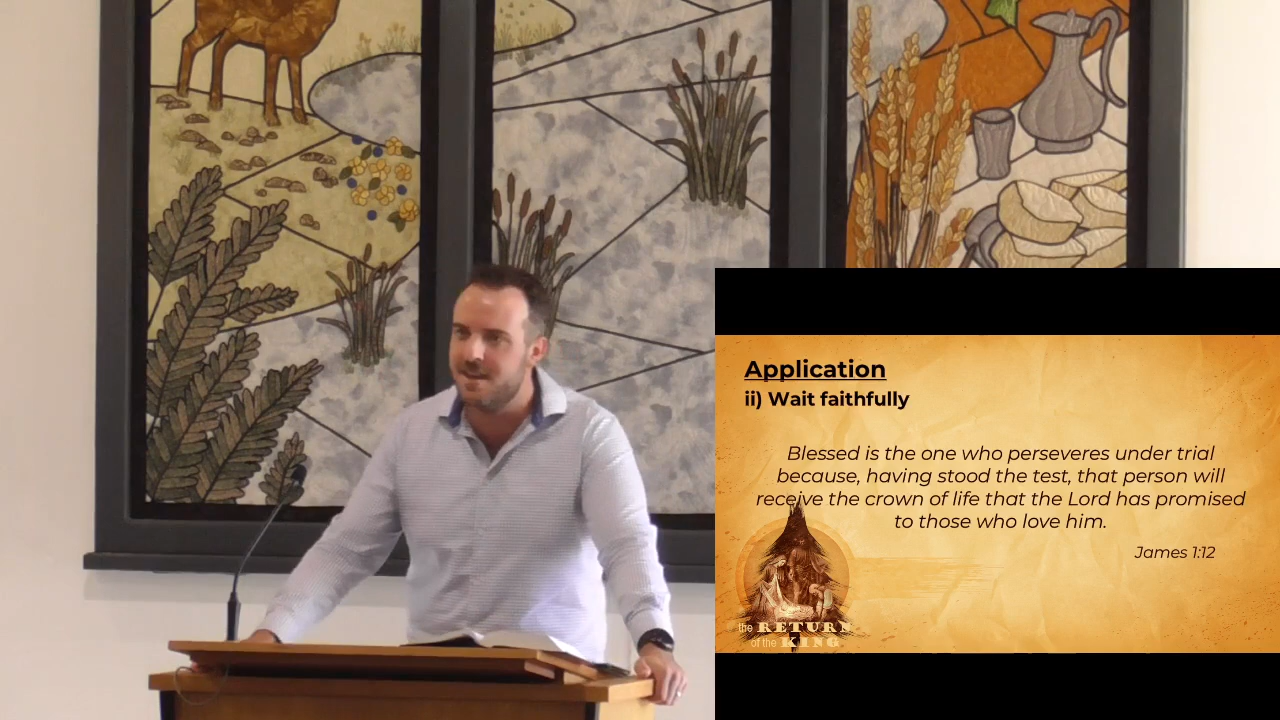 Application
ii) Wait faithfully
Blessed is the one who perseveres under trial
because, having stood the test, that person will
receive the crown of life that the Lord has promised
to those who love him.
James 1:12
the RETURN
of the KING